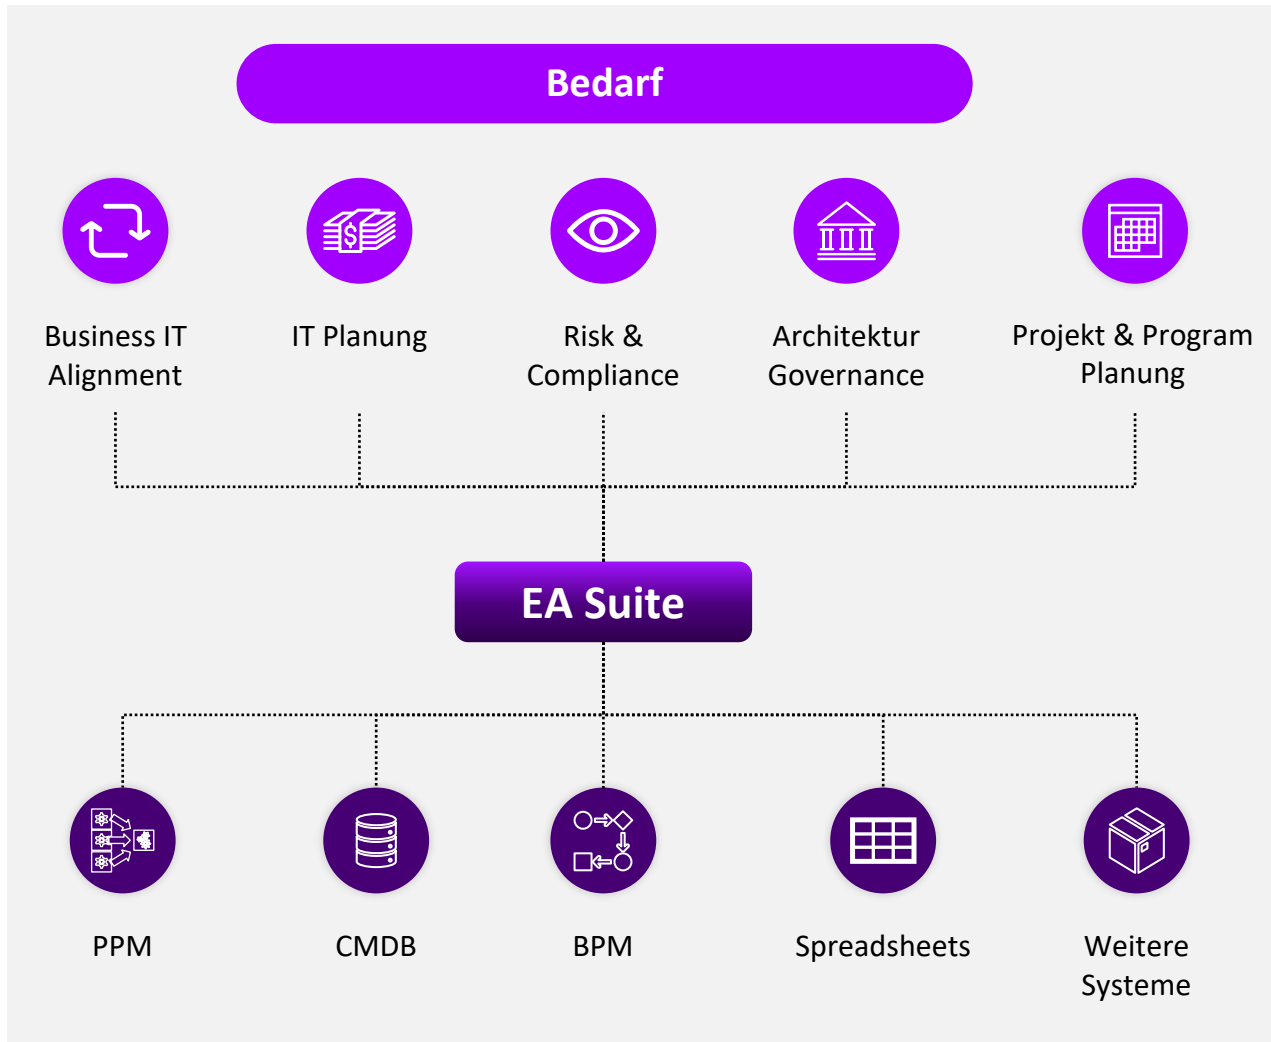 Bedarf
Business IT
Alignment
IT Planung
Risk &
Compliance
Architektur
Governance
Projekt & Program
Planung
EA Suite
PPM
CMDB
BPM
Spreadsheets
Weitere
Systeme